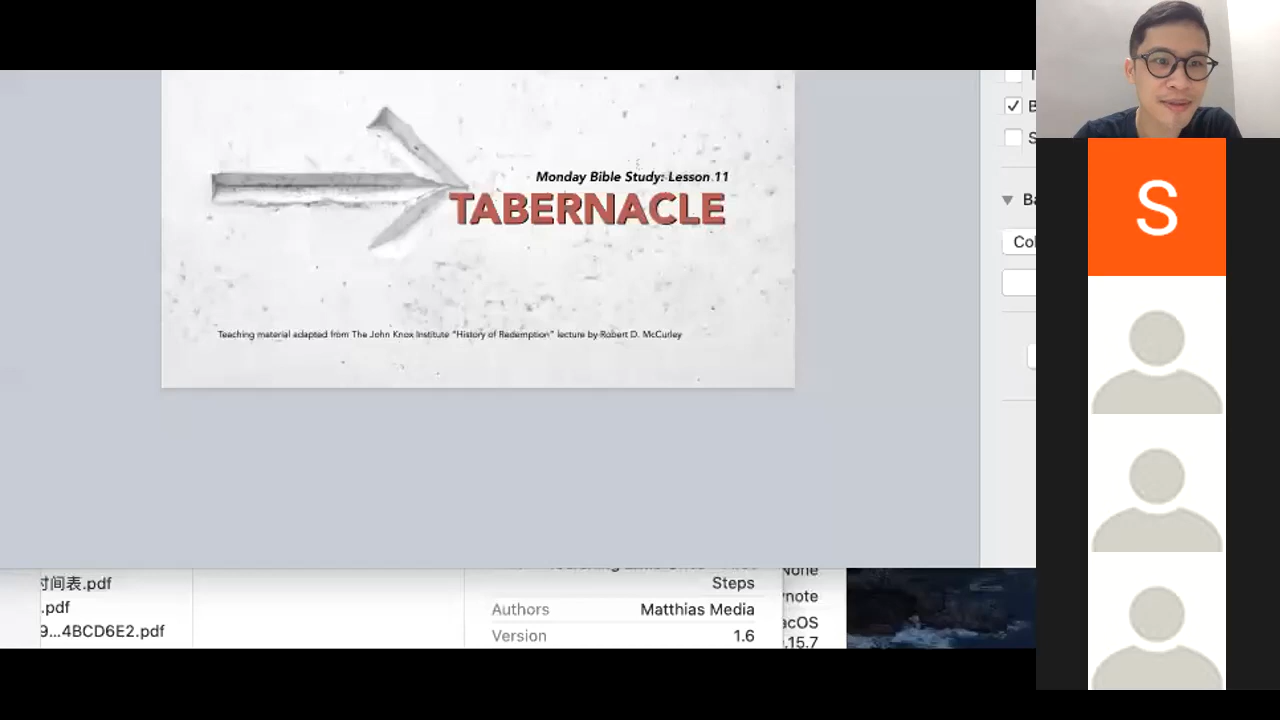 Monday Bible Study: Lesson 11
TABERNACLE
Teaching material adapted from The John Knox Institute “History of Redemption” lecture by Robert D. McCurley
B
S
Ba
Col
S
时间表.pdf
.pdf
9...4BCD6E2.pdf
Steps
Authors Matthias Media
Version 1.6
None
note
acOS
.15.7